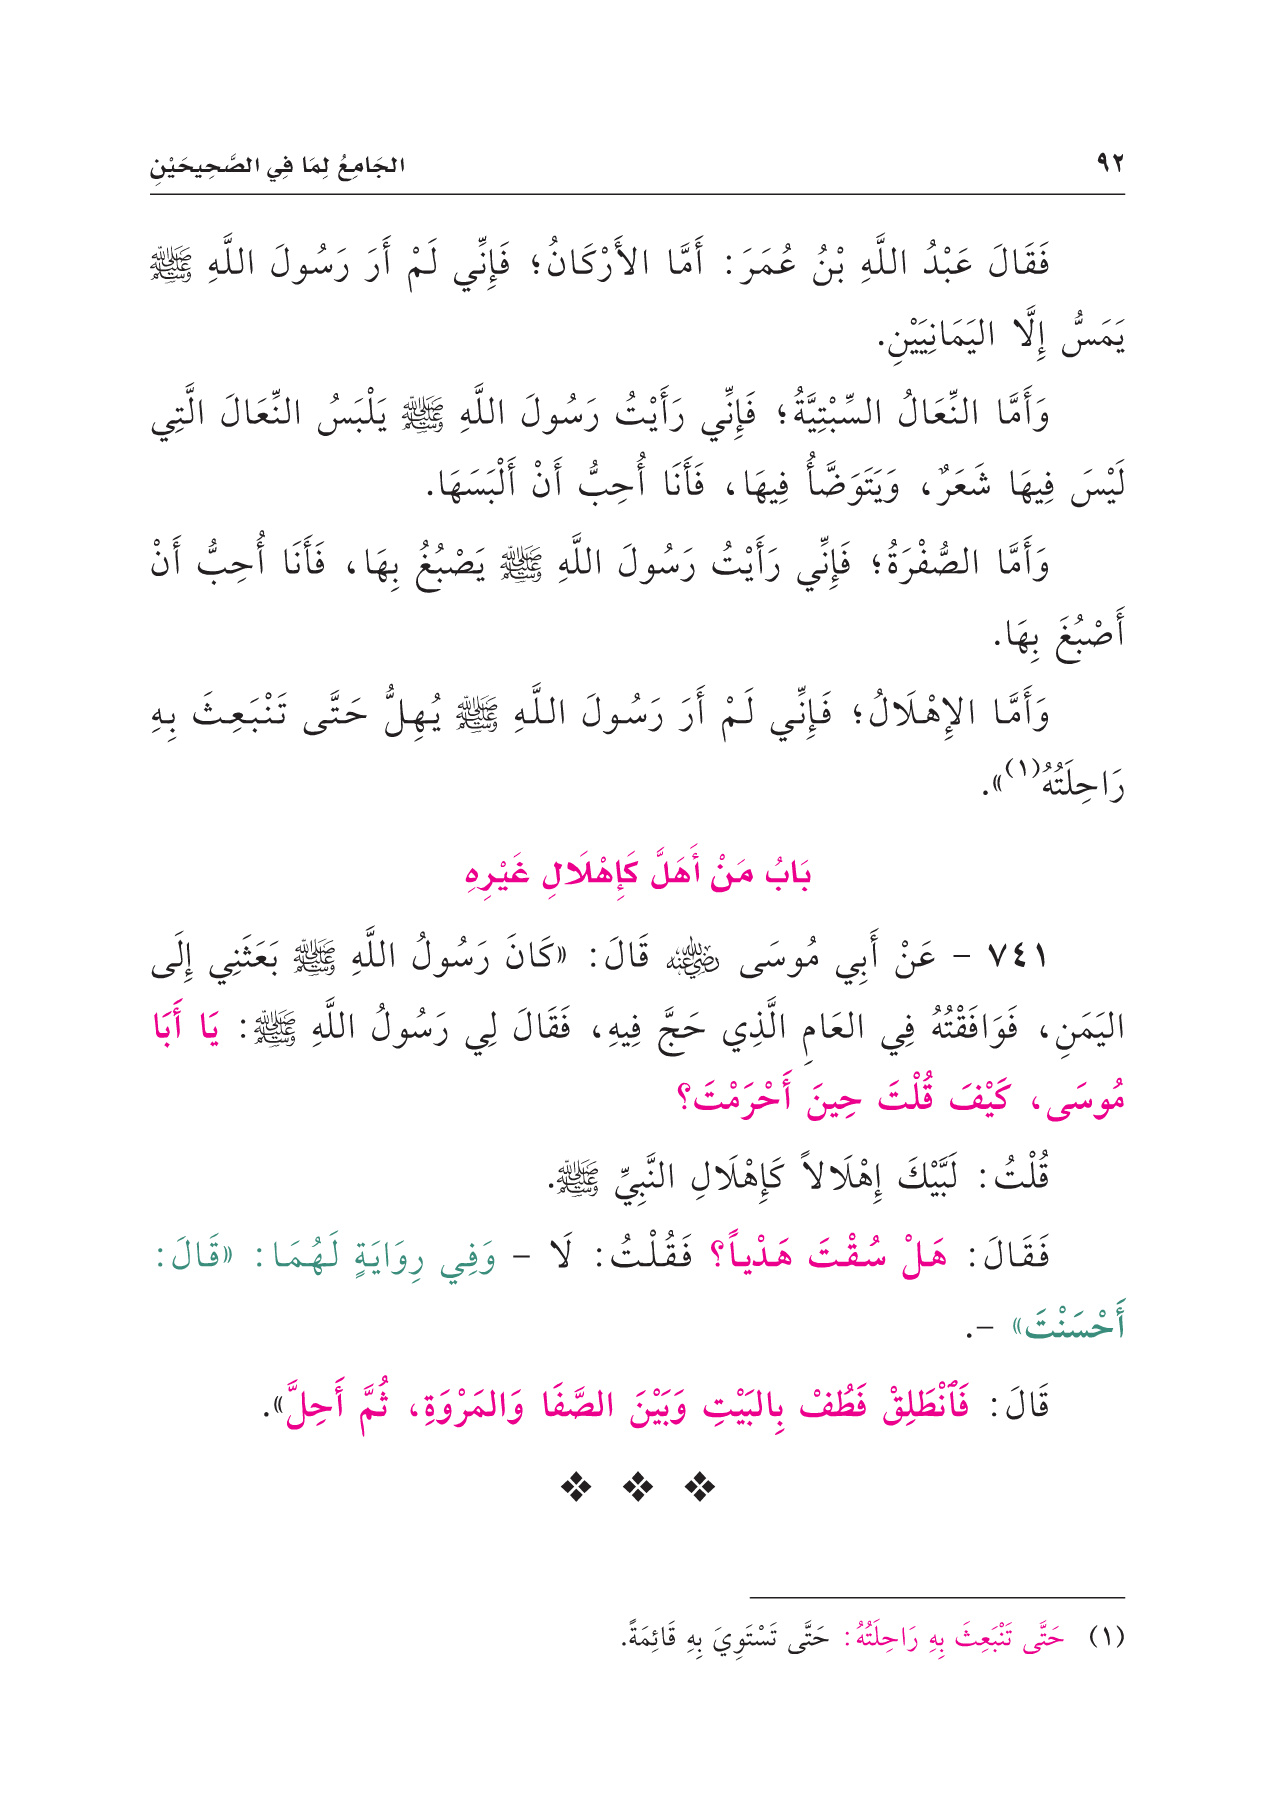 ٩٢
الجَامِعُ لِمَا فِي الصَّحِيحَيْنِ
فَقَالَ عَبْدُ اللَّهِ بْنُ عُمَرَ: أَمَّا الأَرْكَانُ؛ فَإِنِّي لَمْ أَرَ رَسُولَ اللَّهِ ﷺ
يَمَسُّ إِلَّا اليَمَانِيَيْنِ.
وَأَمَّا النِّعَالُ السِّبْتِيَّةُ؛ فَإِنِّي رَأَيْتُ رَسُولَ اللَّهِ ﷺ يَلْبَسُ النِّعَالَ الَّتِي
لَيْسَ فِيهَا شَعَرٌ، وَيَتَوَضَّأُ فِيهَا، فَأَنَا أُحِبُّ أَنْ أَلْبَسَهَا.
وَأَمَّا الصُّفْرَةُ؛ فَإِنِّي رَأَيْتُ رَسُولَ اللَّهِ ﷺ يَصْبُغُ بِهَا، فَأَنَا أُحِبُّ أَنْ
أَصْبُغَ بِهَا.
وَأَمَّا الإِهْلَالُ؛ فَإِنِّي لَمْ أَرَ رَسُولَ اللَّهِ ﷺ يُهِلُّ حَتَّى تَنْبَعِثَ بِهِ
رَاحِلَتُهُ(١)».
بَابُ مَنْ أَهَلَّ كَإِهْلَالِ غَيْرِهِ
٧٤١ - عَنْ أَبِي مُوسَى رَضِيَ اللَّهُ عَنْهُ قَالَ: «كَانَ رَسُولُ اللَّهِ ﷺ بَعَثَنِي إِلَى
اليَمَنِ، فَوَافَقْتُهُ فِي العَامِ الَّذِي حَجَّ فِيهِ، فَقَالَ لِي رَسُولُ اللَّهِ ﷺ: يَا أَبَا
مُوسَى، كَيْفَ قُلْتَ حِينَ أَحْرَمْتَ؟
قُلْتُ: لَبَّيْكَ إِهْلَالاً كَإِهْلَالِ النَّبِيِّ ﷺ.
فَقَالَ: هَلْ سُقْتَ هَدْياً؟ فَقُلْتُ: لَا - وَفِي رِوَايَةٍ لَهُمَا: «قَالَ:
أَحْسَنْتَ» -.
قَالَ: فَٱنْطَلِقْ فَطُفْ بِالبَيْتِ وَبَيْنَ الصَّفَا وَالمَرْوَةِ، ثُمَّ أَحِلَّ».
(١) حَتَّى تَنْبَعِثَ بِهِ رَاحِلَتُهُ: حَتَّى تَسْتَوِيَ بِهِ قَائِمَةً.